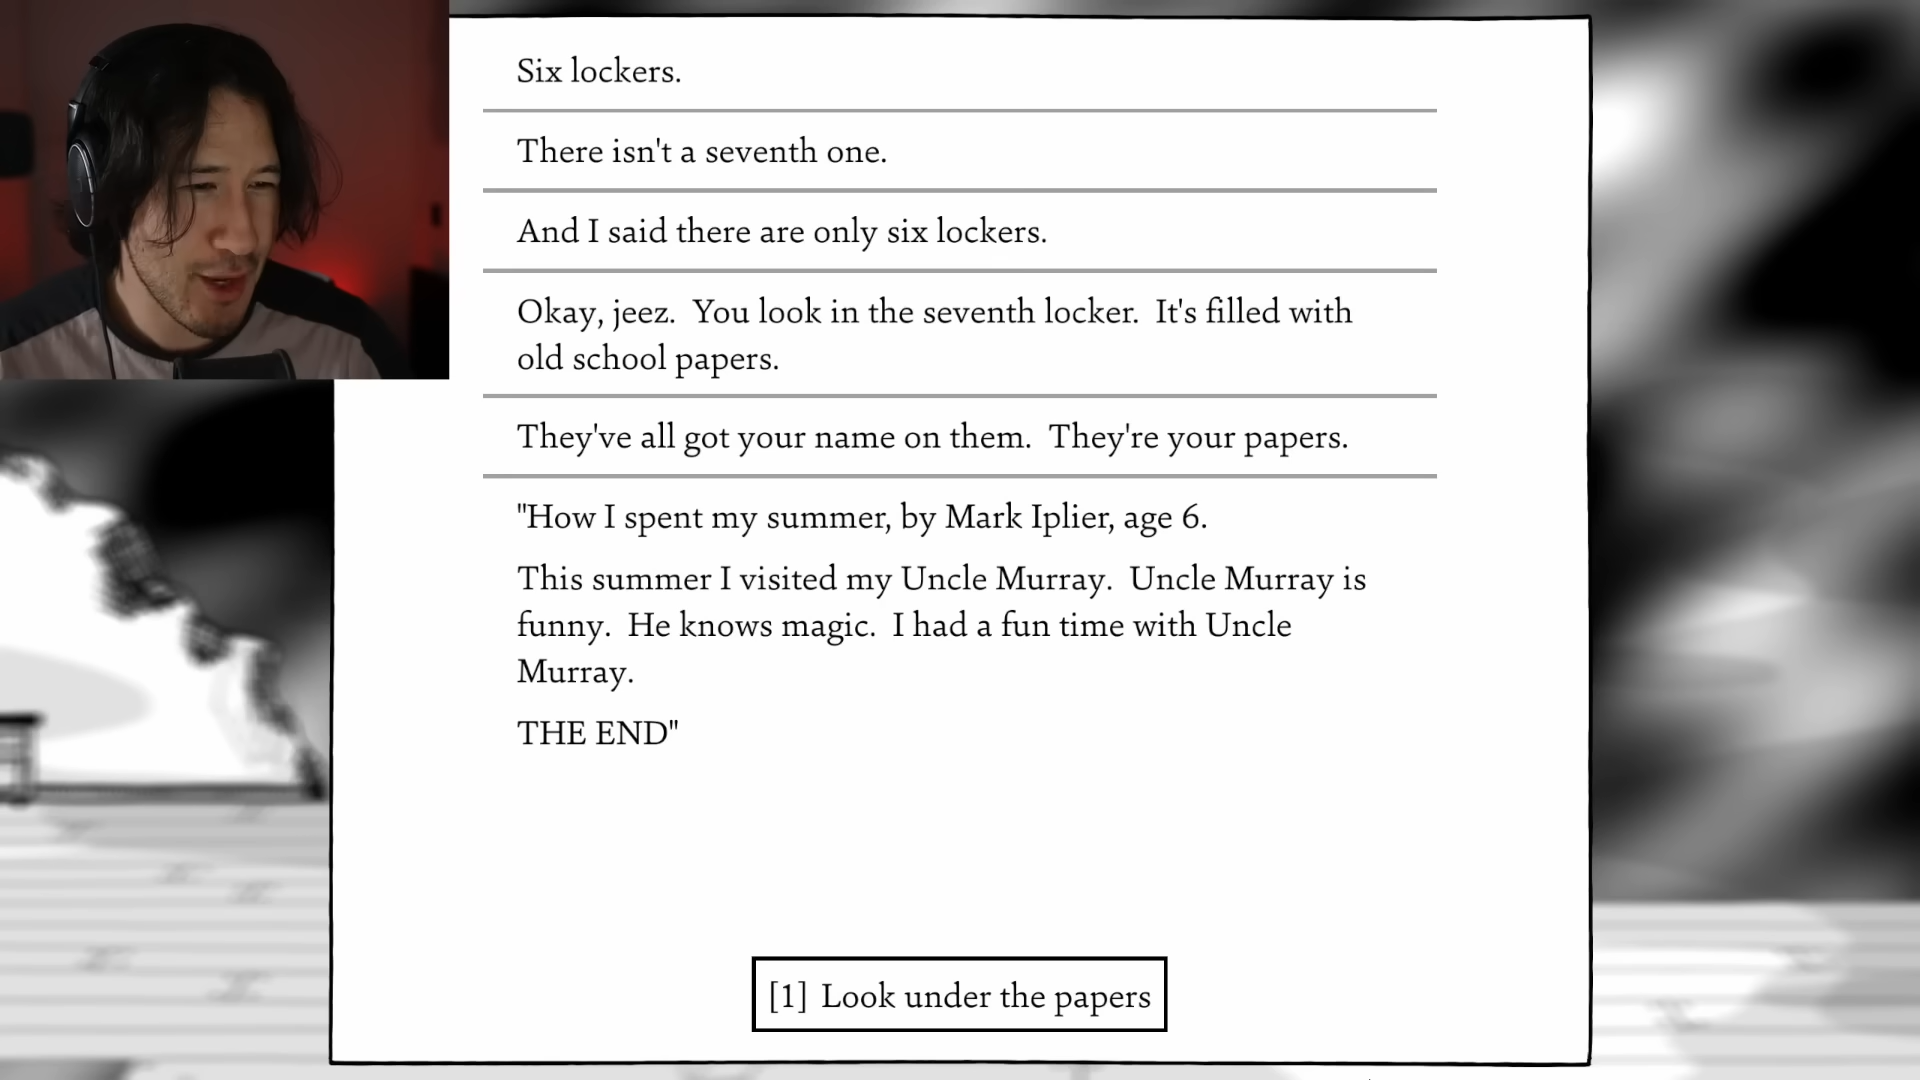 Six lockers.
There isn't a seventh one.
And I said there are only six lockers.
Okay, jeez.  You look in the seventh locker.  It's filled with
old school papers.
They've all got your name on them.  They're your papers.
"How I spent my summer, by Mark Iplier, age 6.
This summer I visited my Uncle Murray.  Uncle Murray is
funny.  He knows magic.  I had a fun time with Uncle
Murray.
THE END"
[1] Look under the papers